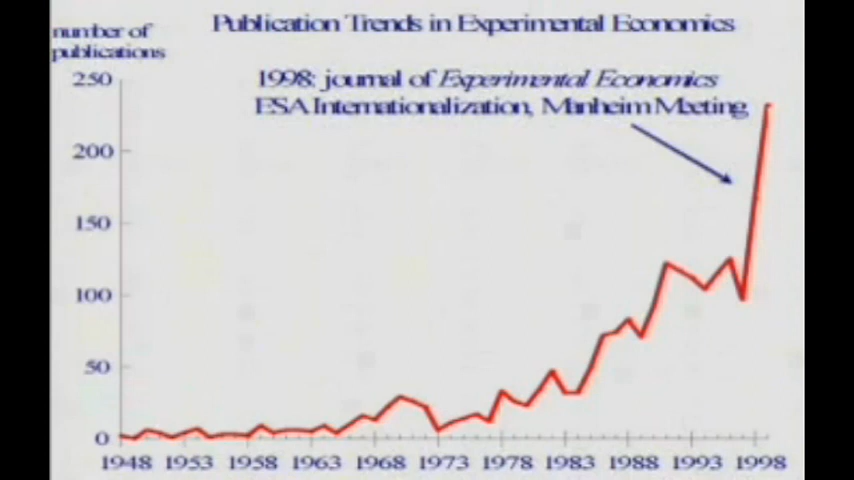 Publication Trends in Experimental Economics
number of
publications
1998: journal of Experimental Economics
ESA Internationalization, Manheim Meeting
250
200
150
100
50
0
1948 1953 1958 1963 1968 1973 1978 1983 1988 1993 1998